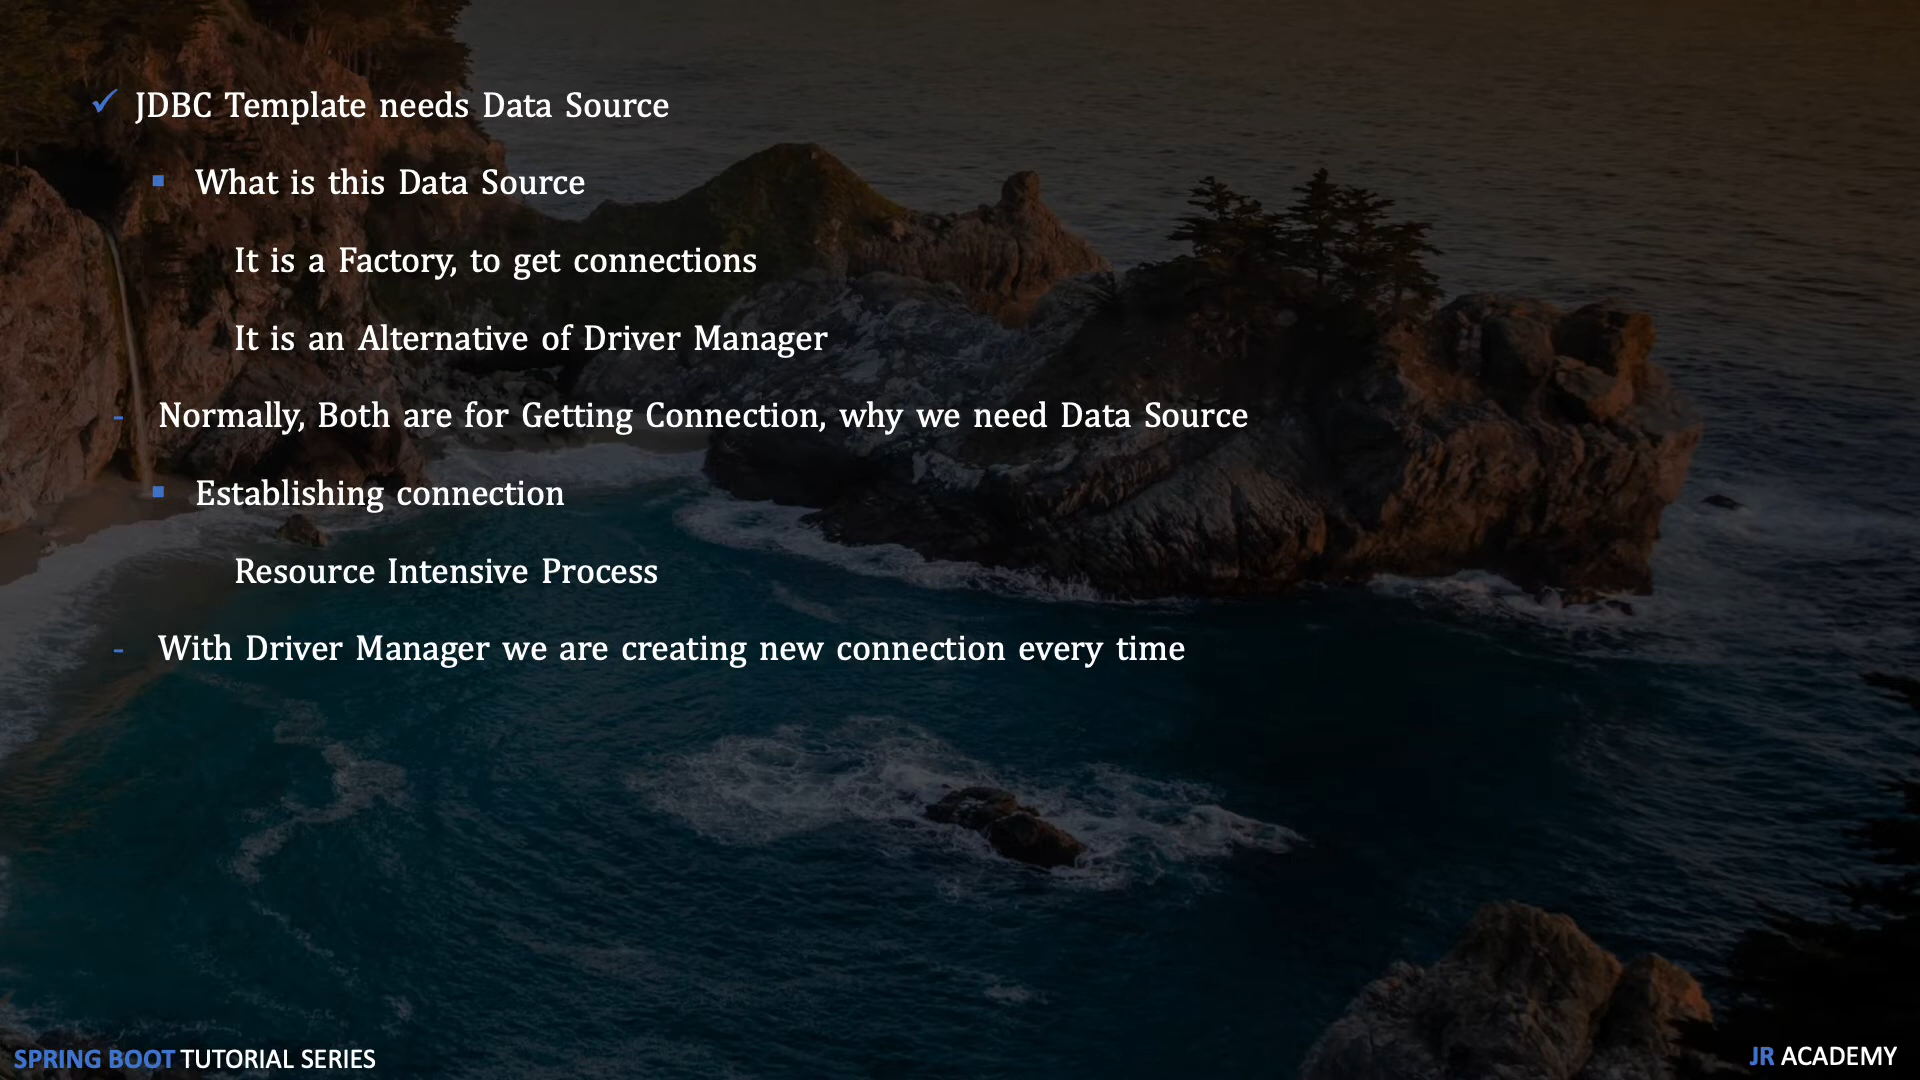 ✓ JDBC Template needs Data Source
▪ What is this Data Source
It is a Factory, to get connections
It is an Alternative of Driver Manager
- Normally, Both are for Getting Connection, why we need Data Source
▪ Establishing connection
Resource Intensive Process
- With Driver Manager we are creating new connection every time
SPRING BOOT TUTORIAL SERIES
JR ACADEMY